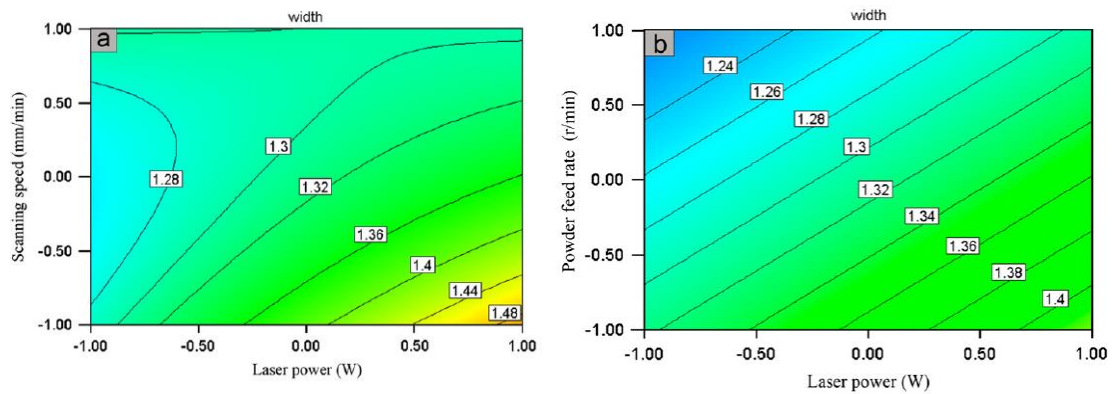 width
a
1.00
0.50
0.00
-0.50
-1.00
Scanning speed (mm/min)
1.28
1.3
1.32
1.36
1.4
1.44
1.48
-1.00 -0.50 0.00 0.50 1.00
Laser power (W)
width
b
1.00
0.50
0.00
-0.50
-1.00
Powder feed rate (r/min)
1.24
1.26
1.28
1.3
1.32
1.34
1.36
1.38
1.4
-1.00 -0.50 0.00 0.50 1.00
Laser power (W)